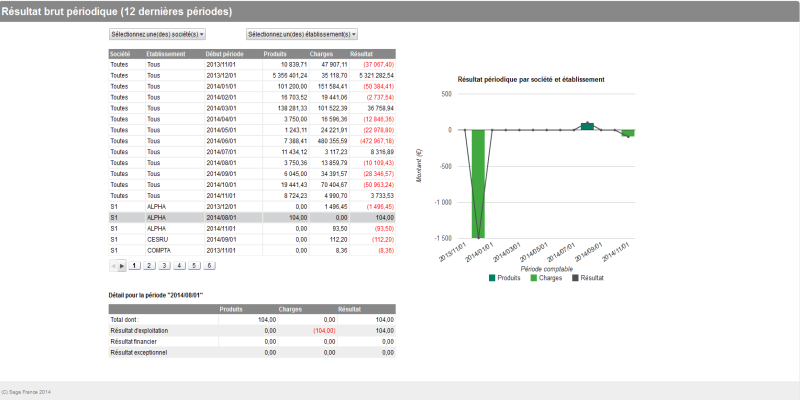 Résultat brut périodique (12 dernières périodes)
Sélectionnez une(des) société(s) Sélectionnez un(des) établissement(s)
Société Etablissement Début période Produits Charges Résultat
Toutes Tous 2013/11/01 10 839,71 47 907,11 (37 067,40)
Toutes Tous 2013/12/01 5 356 401,24 35 118,70 5 321 282,54
Toutes Tous 2014/01/01 101 200,00 151 584,41 (50 384,41)
Toutes Tous 2014/02/01 16 703,52 19 441,06 (2 737,54)
Toutes Tous 2014/03/01 138 281,33 101 522,39 36 758,94
Toutes Tous 2014/04/01 3 750,00 16 596,36 (12 846,36)
Toutes Tous 2014/05/01 1 243,11 24 221,91 (22 978,80)
Toutes Tous 2014/06/01 7 388,41 480 355,59 (472 967,18)
Toutes Tous 2014/07/01 11 434,12 3 117,23 8 316,89
Toutes Tous 2014/08/01 3 750,36 13 859,79 (10 109,43)
Toutes Tous 2014/09/01 6 045,00 34 391,57 (28 346,57)
Toutes Tous 2014/10/01 19 441,43 70 404,67 (50 963,24)
Toutes Tous 2014/11/01 8 724,23 4 990,70 3 733,53
S1 ALPHA 2013/12/01 0,00 1 496,45 (1 496,45)
S1 ALPHA 2014/08/01 104,00 0,00 104,00
S1 ALPHA 2014/11/01 0,00 93,50 (93,50)
S1 CESRU 2014/09/01 0,00 112,20 (112,20)
S1 COMPTA 2013/11/01 0,00 8,36 (8,36)
1 2 3 4 5 6
Détail pour la période "2014/08/01"
Produits Charges Résultat
Total dont : 104,00 0,00 104,00
Résultat d'exploitation 0,00 (104,00) 104,00
Résultat financier 0,00 0,00 0,00
Résultat exceptionnel 0,00 0,00 0,00
Résultat périodique par société et établissement
Montant (€)
500
0
-500
-1 000
-1 500
2013/11/01 2014/01/01 2014/03/01 2014/05/01 2014/07/01 2014/09/01 2014/11/01
Période comptable
Produits Charges Résultat
(C) Sage France 2014